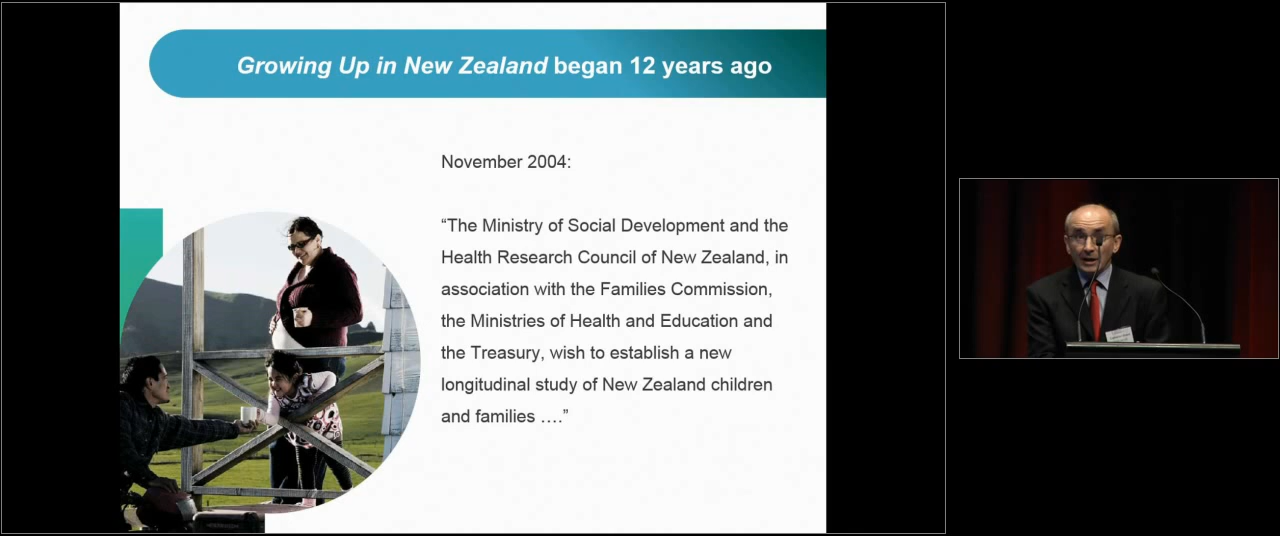 Growing Up in New Zealand began 12 years ago
November 2004:
“The Ministry of Social Development and the
Health Research Council of New Zealand, in
association with the Families Commission,
the Ministries of Health and Education and
the Treasury, wish to establish a new
longitudinal study of New Zealand children
and families ….”